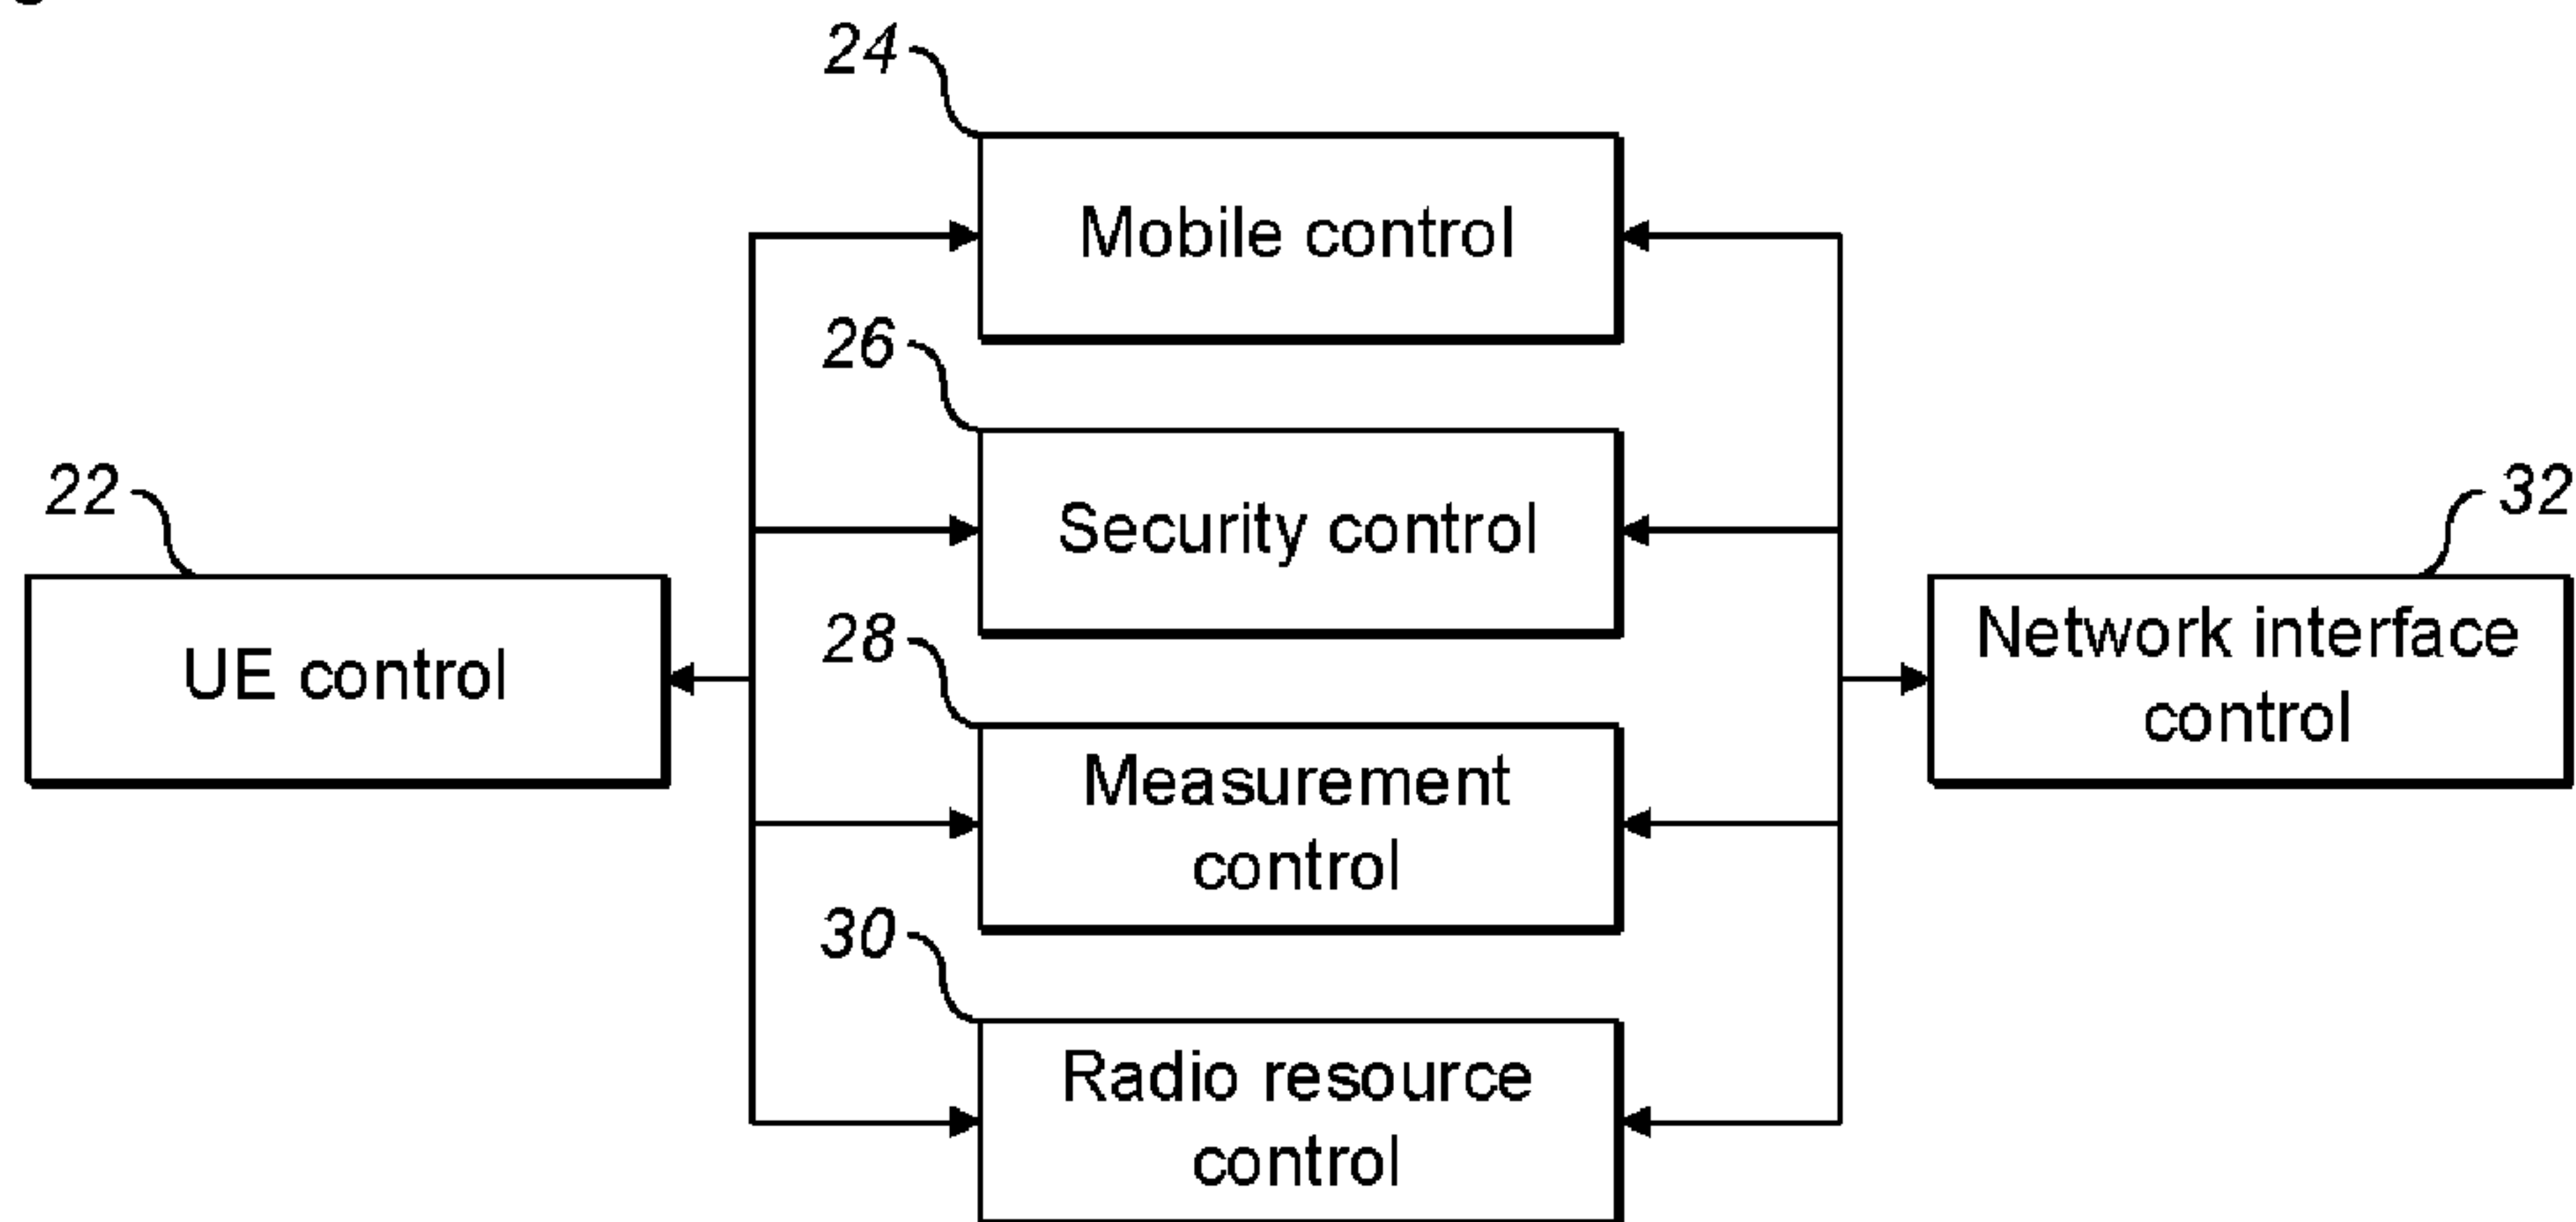 24
Mobile control
26
Security control
22
UE control
28
Measurement
control
32
Network interface
control
30
Radio resource
control